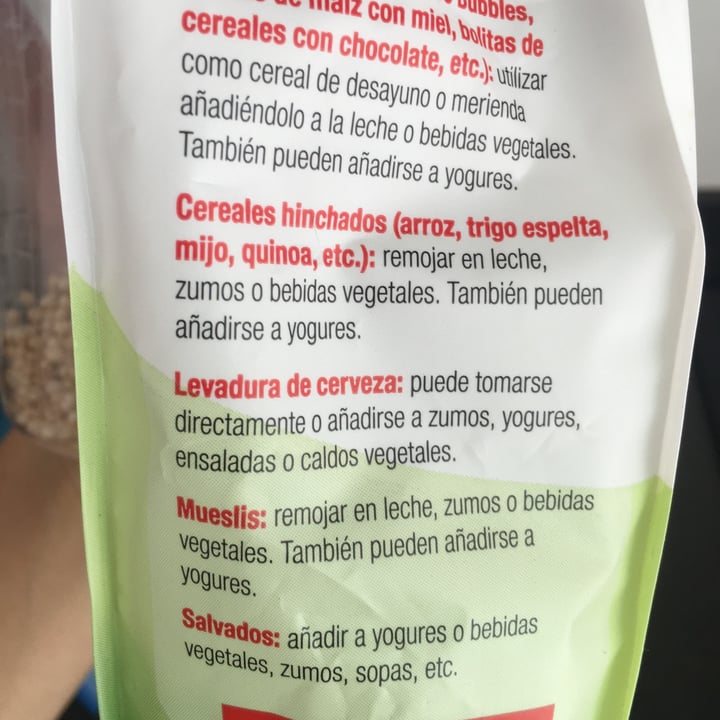 bubbles,
de maíz con miel, bolitas de
cereales con chocolate, etc.): utilizar
como cereal de desayuno o merienda
añadiéndolo a la leche o bebidas vegetales.
También pueden añadirse a yogures.
Cereales hinchados (arroz, trigo espelta,
mijo, quinoa, etc.): remojar en leche,
zumos o bebidas vegetales. También pueden
añadirse a yogures.
Levadura de cerveza: puede tomarse
directamente o añadirse a zumos, yogures,
ensaladas o caldos vegetales.
Mueslis: remojar en leche, zumos o bebidas
vegetales. También pueden añadirse a
yogures.
Salvados: añadir a yogures o bebidas
vegetales, zumos, sopas, etc.